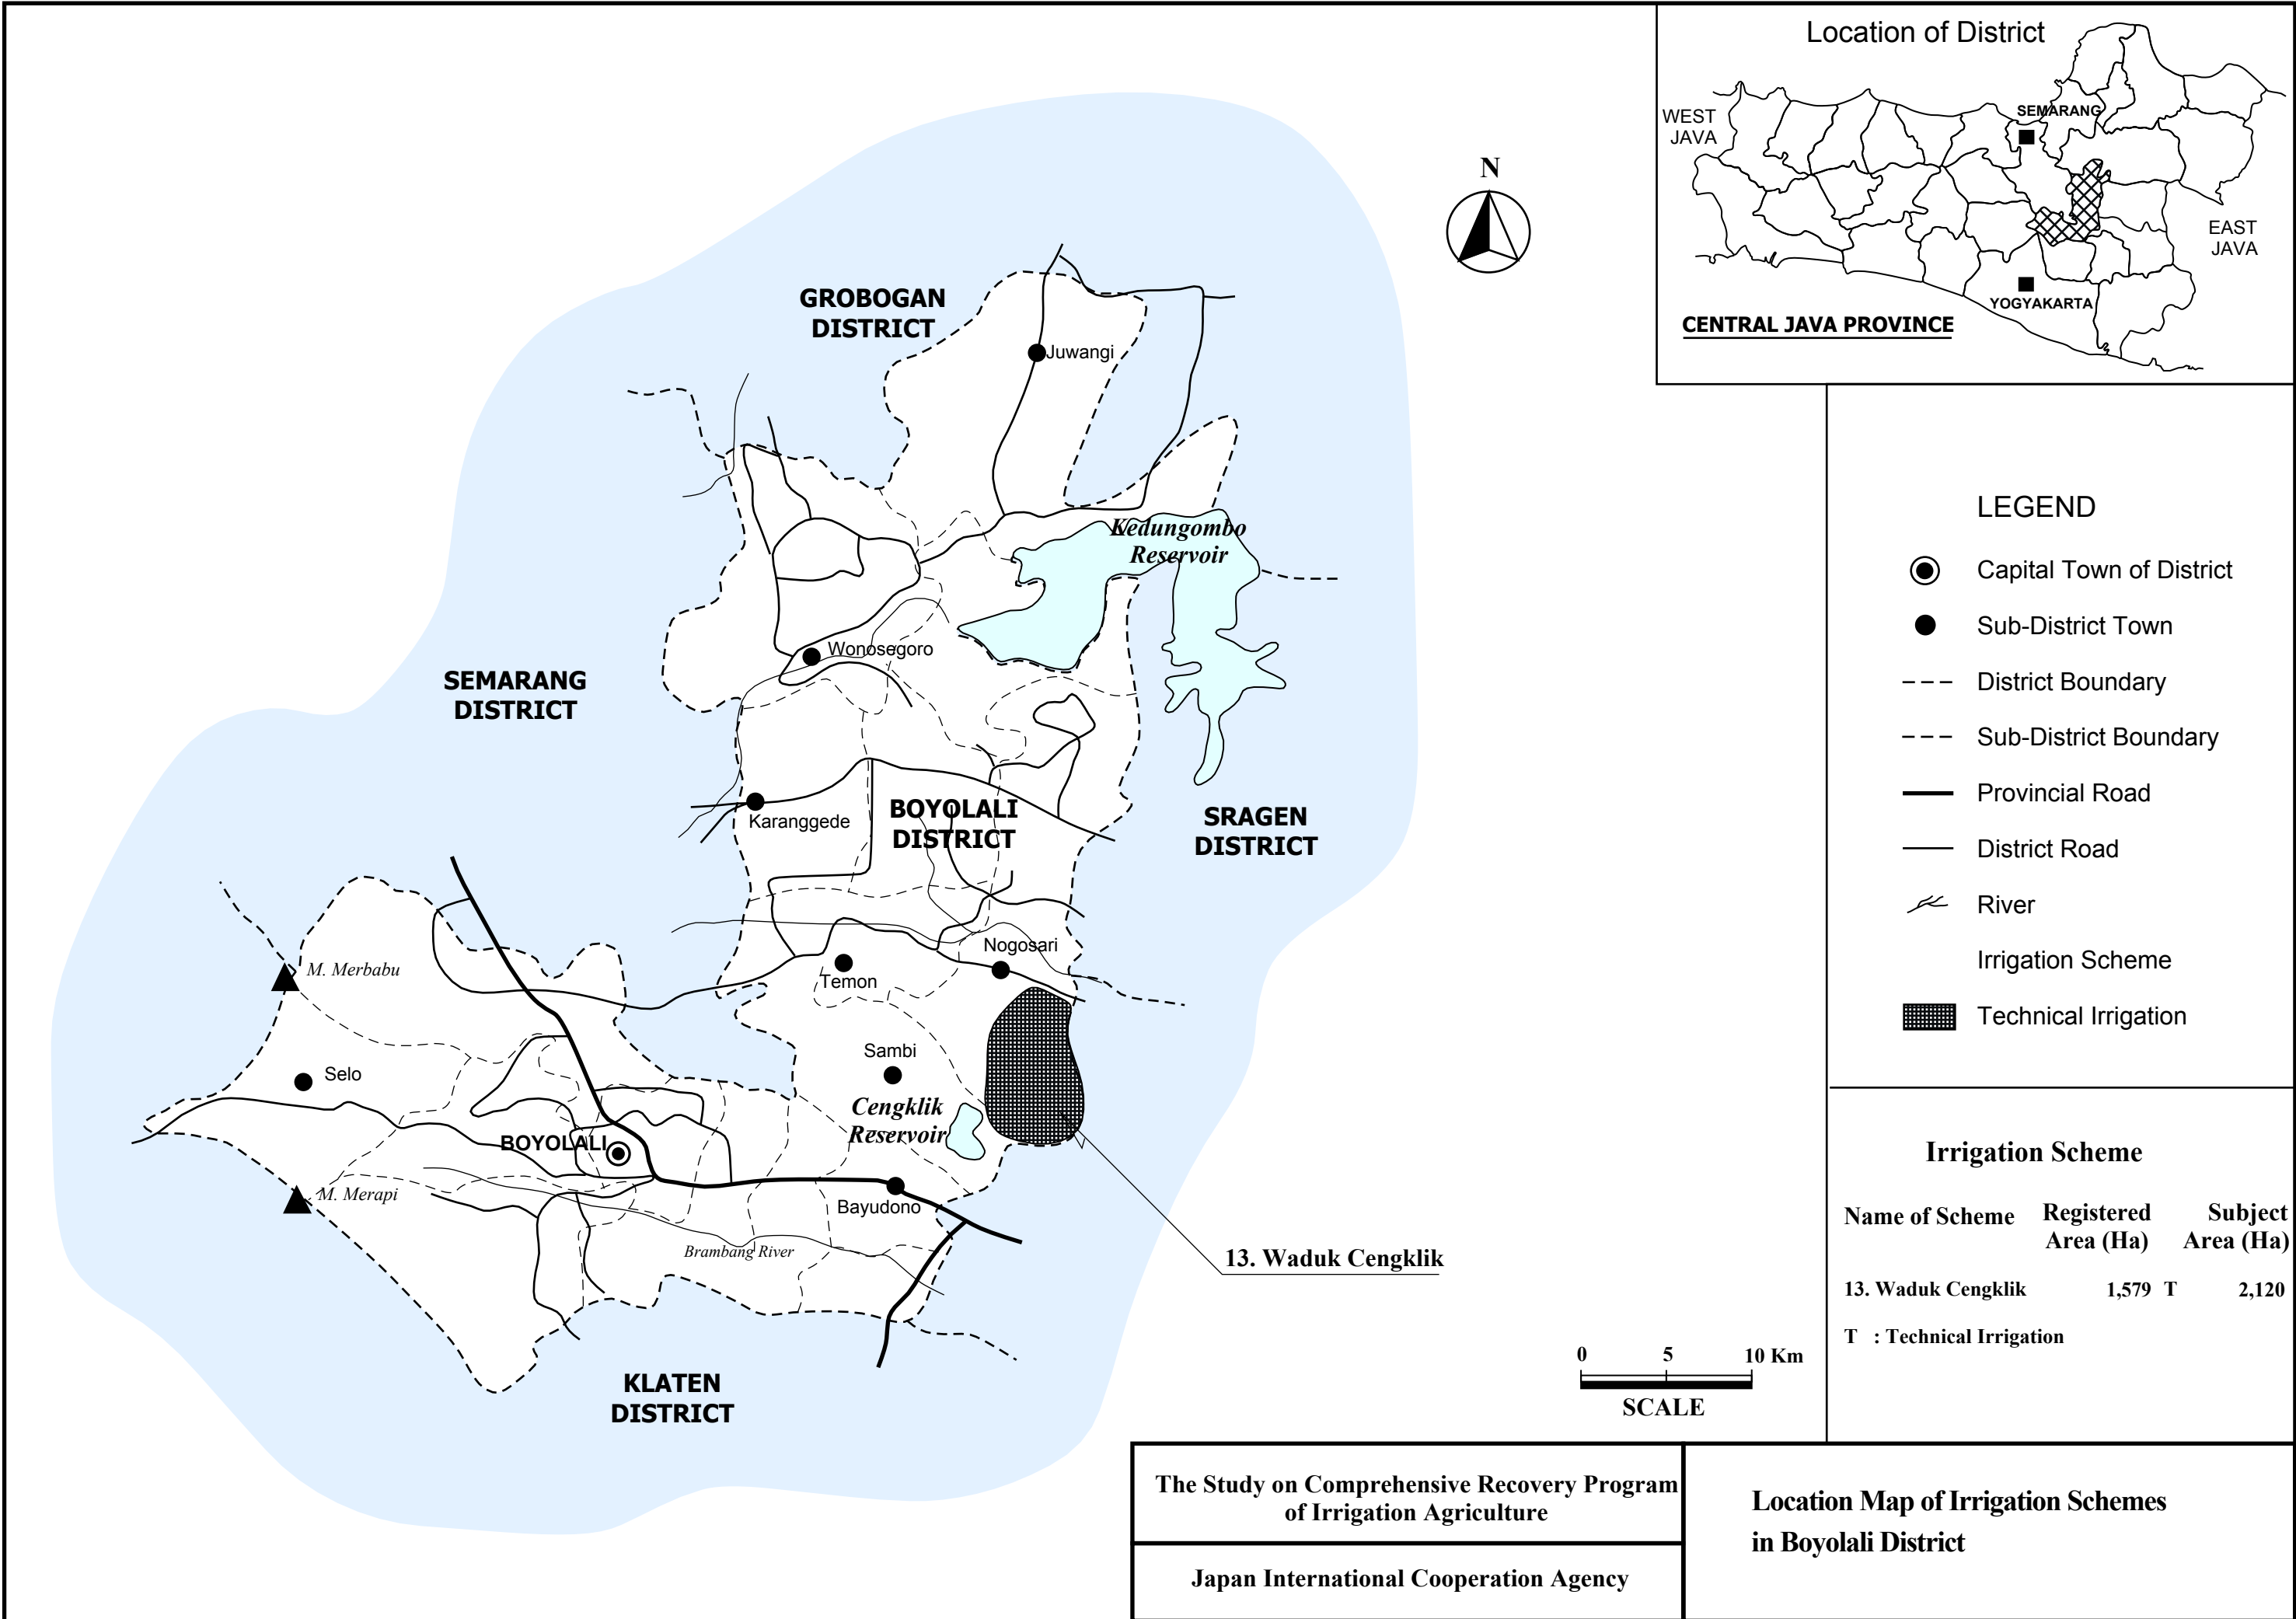 Location of District
WEST
JAVA
SEMARANG
EAST
JAVA
YOGYAKARTA
CENTRAL JAVA PROVINCE
N
GROBOGAN
DISTRICT
Juwangi
Kedungombo
Reservoir
Wonosegoro
SEMARANG
DISTRICT
Karanggede
BOYOLALI
DISTRICT
SRAGEN
DISTRICT
Nogosari
Temon
M. Merbabu
Sambi
Selo
Cengklik
Reservoir
BOYOLALI
M. Merapi
Bayudono
Brambang River
13. Waduk Cengklik
KLATEN
DISTRICT
0 5 10 Km
SCALE
LEGEND
Capital Town of District
Sub-District Town
District Boundary
Sub-District Boundary
Provincial Road
District Road
River
Irrigation Scheme
Technical Irrigation
Irrigation Scheme
Name of Scheme Registered Subject
Area (Ha) Area (Ha)
13. Waduk Cengklik 1,579 T 2,120
T : Technical Irrigation
The Study on Comprehensive Recovery Program
of Irrigation Agriculture
Japan International Cooperation Agency
Location Map of Irrigation Schemes
in Boyolali District